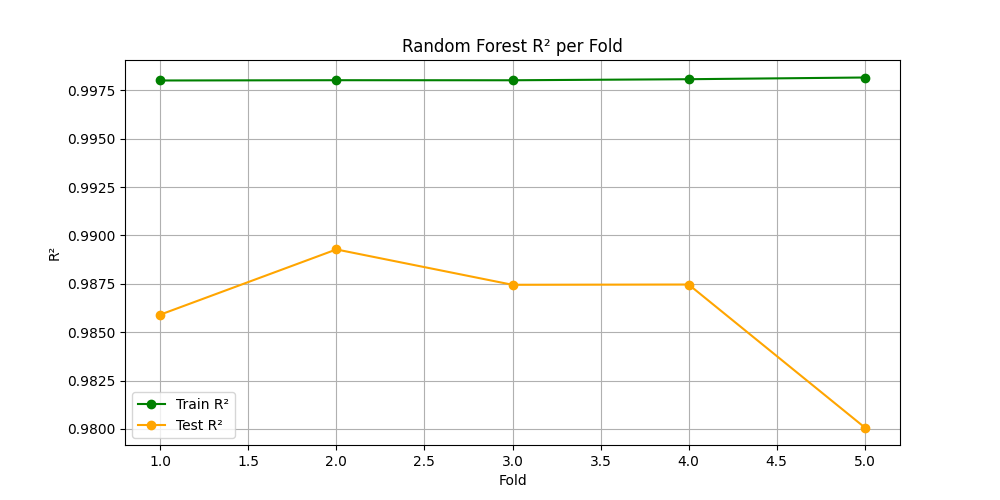 Random Forest R² per Fold
R²
0.9975
0.9950
0.9925
0.9900
0.9875
0.9850
0.9825
0.9800
Train R²
Test R²
1.0 1.5 2.0 2.5 3.0 3.5 4.0 4.5 5.0
Fold